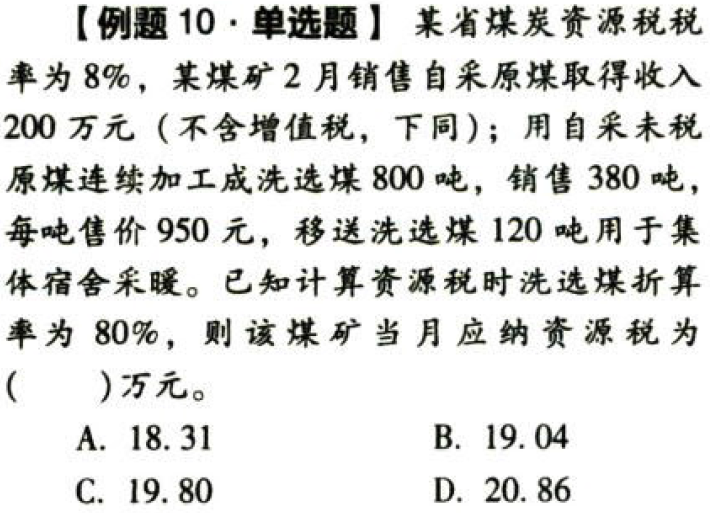 【例题 10·单选题】 某省煤炭资源税税
率为 8%，某煤矿 2 月销售自采原煤取得收入
200 万元（不含增值税，下同）；用自采未税
原煤连续加工成洗选煤 800 吨，销售 380 吨，
每吨售价 950 元，移送洗选煤 120 吨用于集
体宿舍采暖。已知计算资源税时洗选煤折算
率为 80%，则该煤矿当月应纳资源税为
(　　)万元。
A. 18.31　　B. 19.04
C. 19.80　　D. 20.86